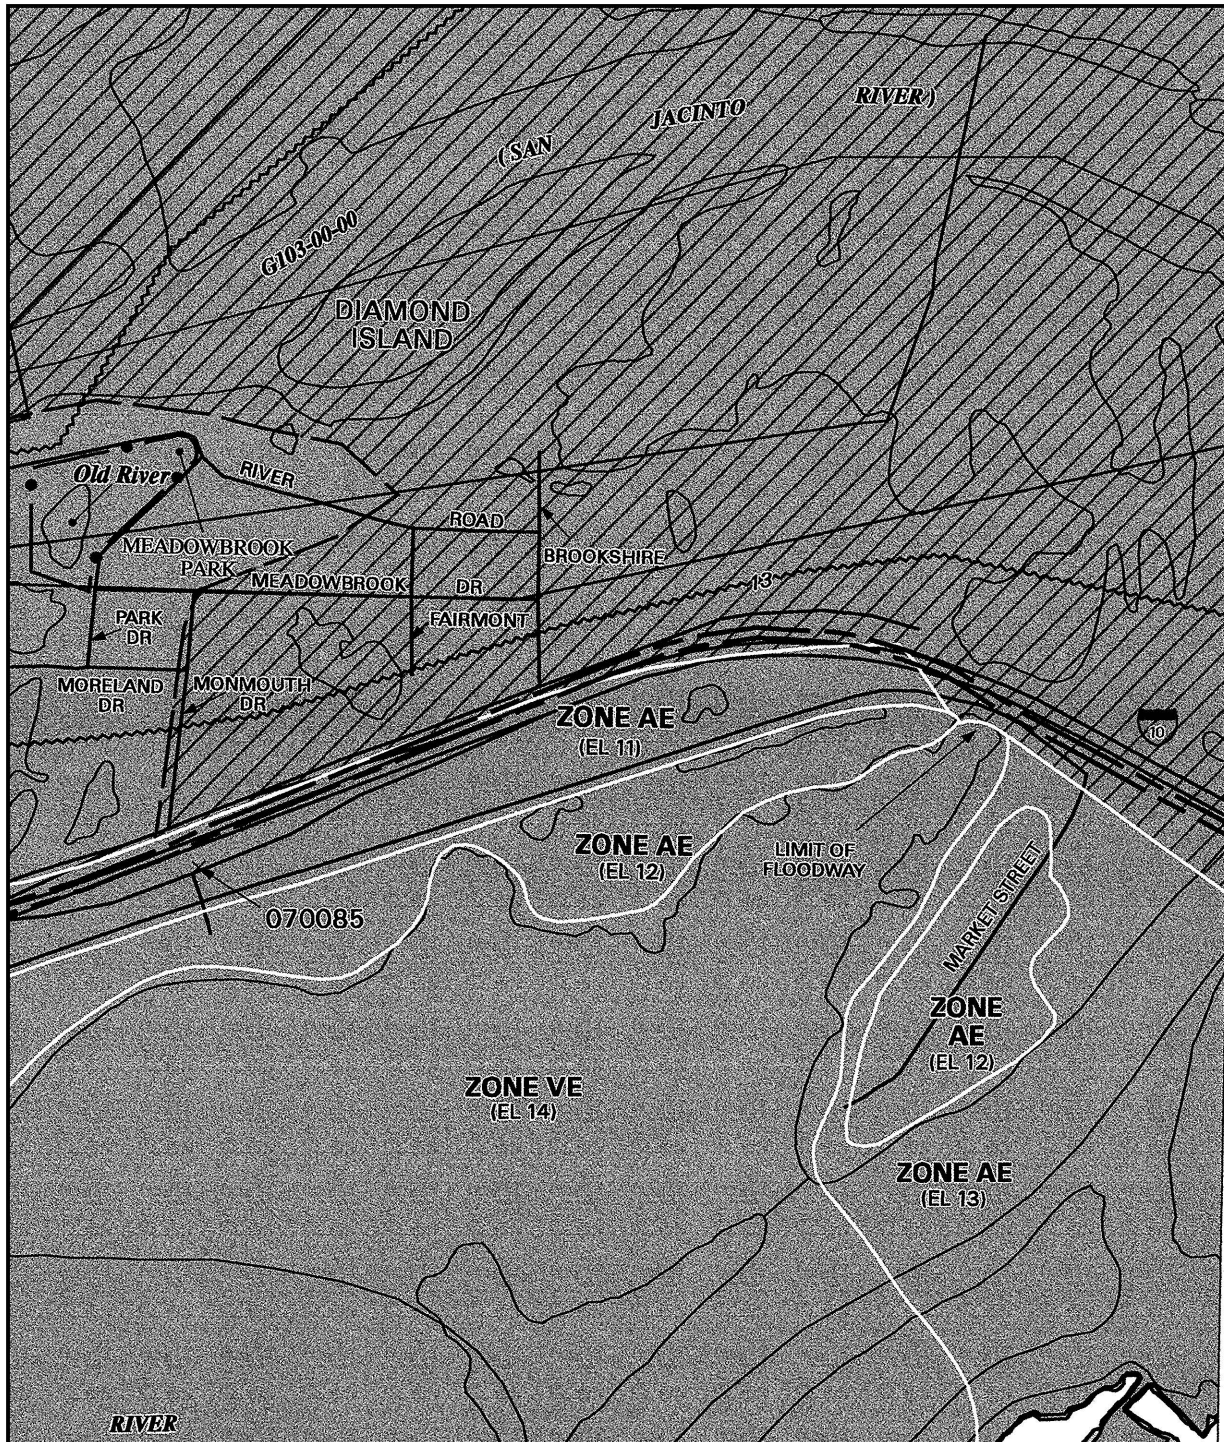 RIVER )
JACINTO
( SAN
G103-00-00
DIAMOND
ISLAND
Old River
RIVER
ROAD
MEADOWBROOK
PARK
BROOKSHIRE
MEADOWBROOK
DR
13
PARK
DR
FAIRMONT
MORELAND
DR
MONMOUTH
DR
ZONE AE
(EL 11)
10
ZONE AE
(EL 12)
LIMIT OF
FLOODWAY
MARKET STREET
070085
ZONE
AE
(EL 12)
ZONE VE
(EL 14)
ZONE AE
(EL 13)
RIVER